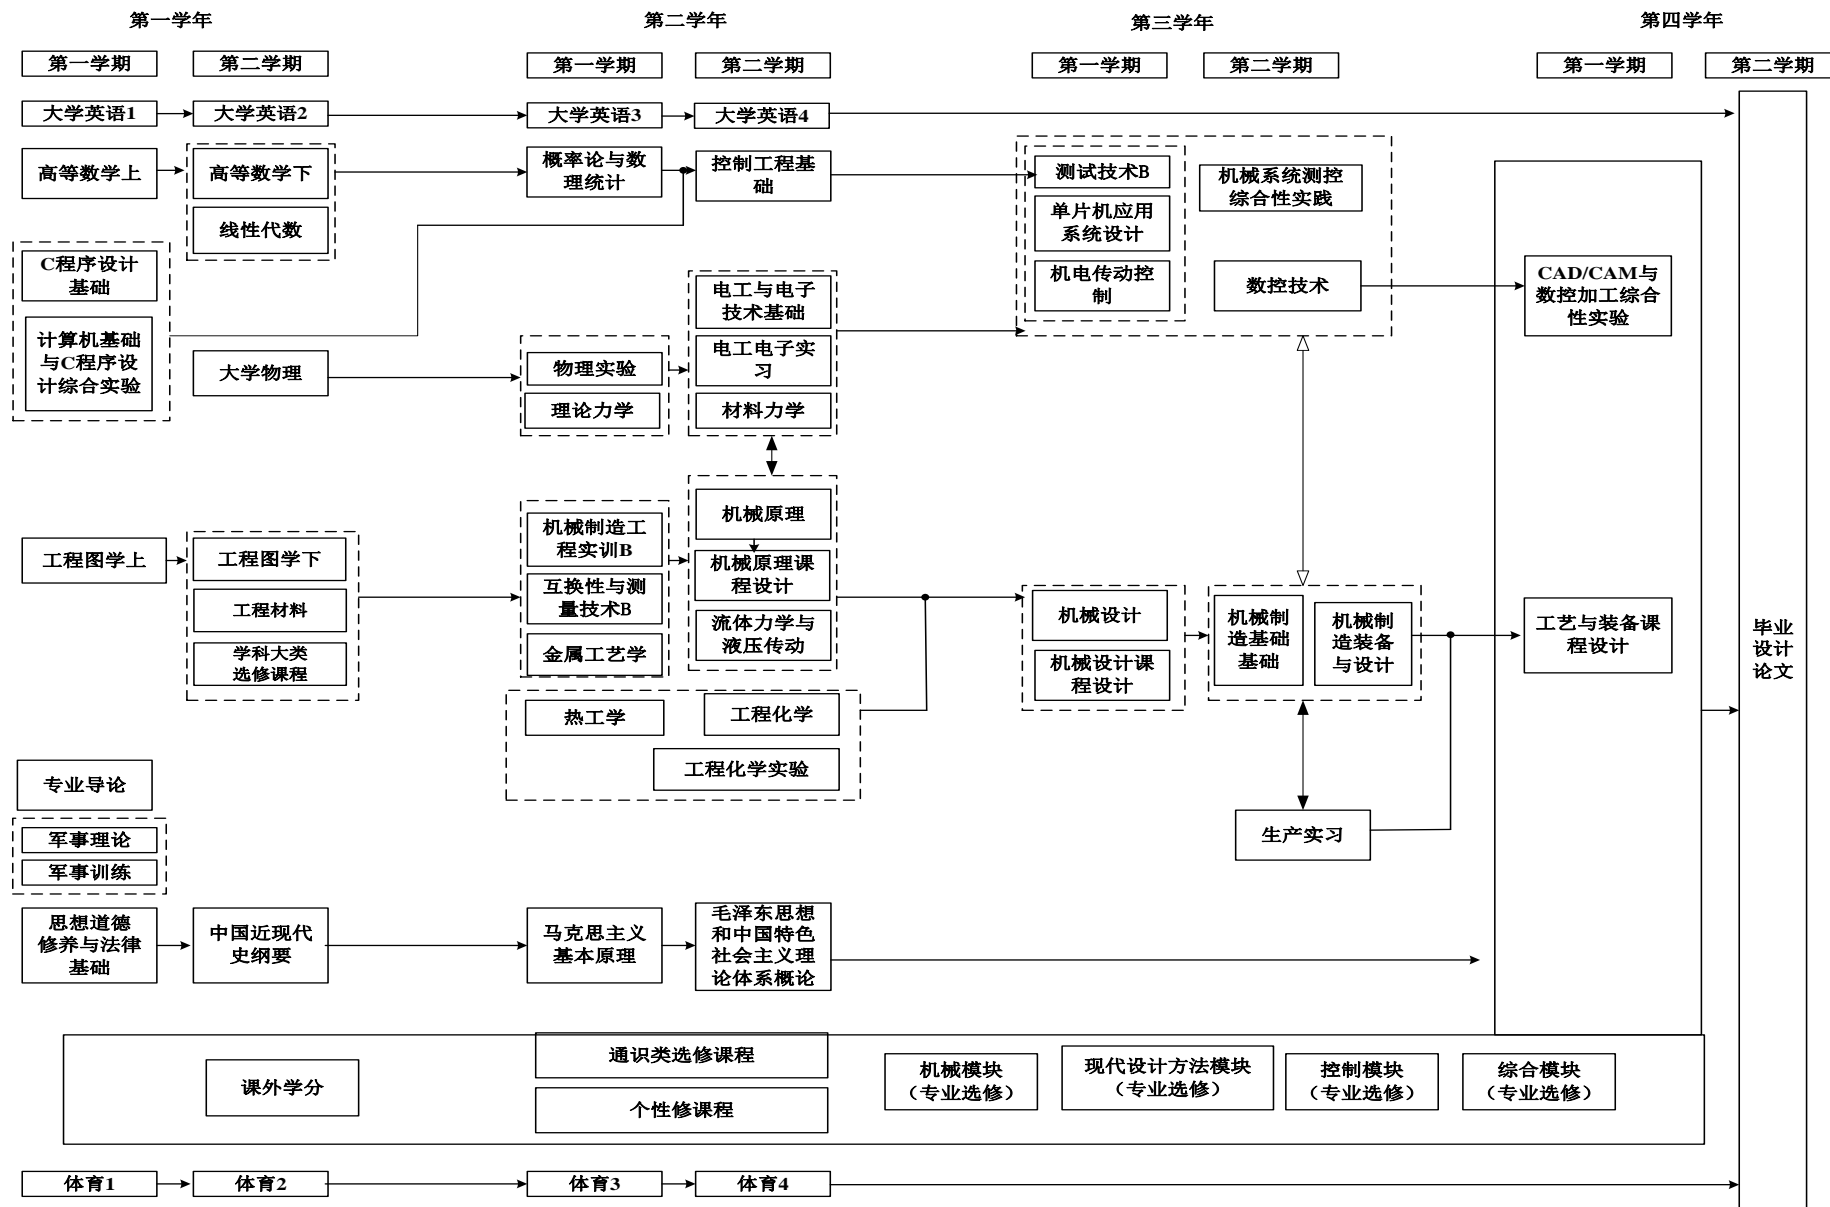 第一学年
第二学年
第三学年
第四学年
第一学期
第二学期
第一学期
第二学期
第一学期
第二学期
第一学期
第二学期
大学英语1
大学英语2
大学英语3
大学英语4
高等数学上
高等数学下
线性代数
概率论与数
理统计
控制工程基
础
测试技术B
单片机应用
系统设计
机电传动控
制
机械系统测控
综合性实践
数控技术
CAD/CAM与
数控加工综合
性实验
C程序设计
基础
计算机基础
与C程序设
计综合实验
大学物理
物理实验
理论力学
电工与电子
技术基础
电工电子实
习
材料力学
工程图学上
工程图学下
工程材料
学科大类
选修课程
机械制造工
程实训B
互换性与测
量技术B
金属工艺学
机械原理
机械原理课
程设计
流体力学与
液压传动
热工学
工程化学
工程化学实验
机械设计
机械设计课
程设计
机械制
造基础
基础
机械制
造装备
与设计
工艺与装备课
程设计
生产实习
毕业
设计
论文
专业导论
军事理论
军事训练
思想道德
修养与法律
基础
中国近现代
史纲要
马克思主义
基本原理
毛泽东思想
和中国特色
社会主义理
论体系概论
课外学分
通识类选修课程
个性修课程
机械模块
（专业选修）
现代设计方法模块
（专业选修）
控制模块
（专业选修）
综合模块
（专业选修）
体育1
体育2
体育3
体育4